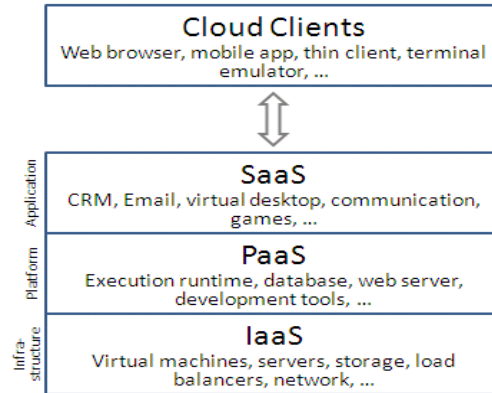 Cloud Clients
Web browser, mobile app, thin client, terminal
emulator, ...
Application
SaaS
CRM, Email, virtual desktop, communication,
games, ...
Platform
PaaS
Execution runtime, database, web server,
development tools, ...
Infra-
structure
IaaS
Virtual machines, servers, storage, load
balancers, network, ...